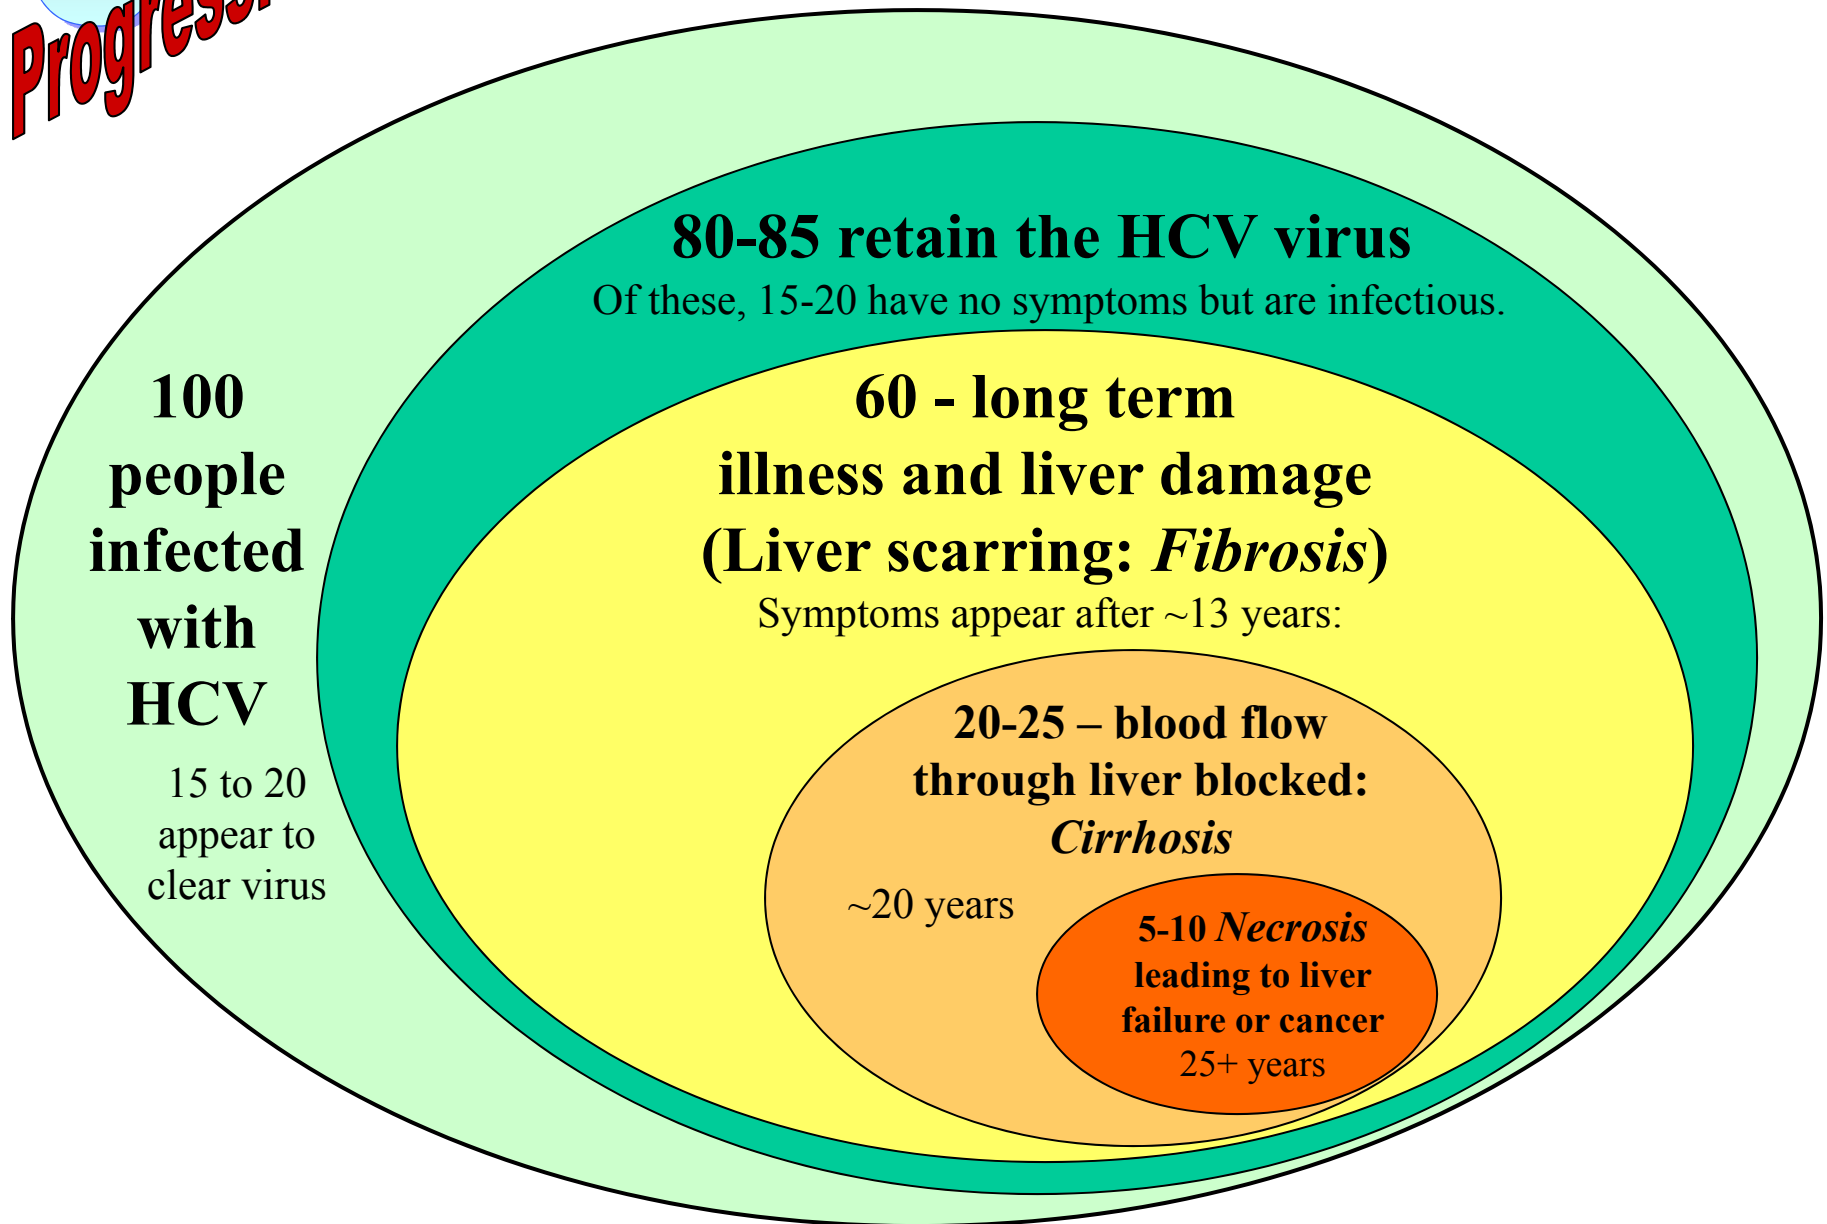 80-85 retain the HCV virus
Of these, 15-20 have no symptoms but are infectious.
100
people
infected
with
HCV
15 to 20
appear to
clear virus
60 - long term
illness and liver damage
(Liver scarring: Fibrosis)
Symptoms appear after ~13 years:
20-25 – blood flow
through liver blocked:
Cirrhosis
~20 years
5-10 Necrosis
leading to liver
failure or cancer
25+ years